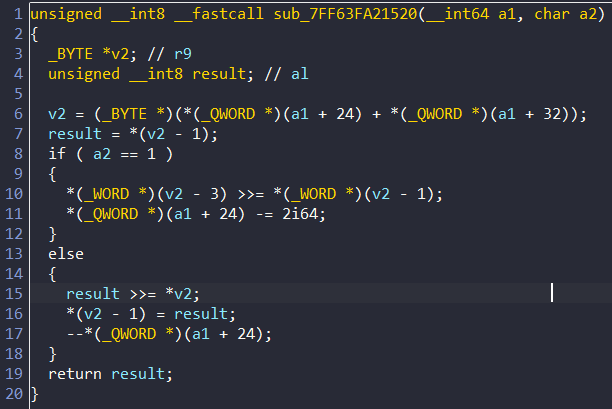 1 unsigned __int8 __fastcall sub_7FF63FA21520(__int64 a1, char a2)
2 {
3   _BYTE *v2; // r9
4   unsigned __int8 result; // al
5
6   v2 = (_BYTE *)(*(_QWORD *)(a1 + 24) + *(_QWORD *)(a1 + 32));
7   result = *(v2 - 1);
8   if ( a2 == 1 )
9   {
10     *(_WORD *)(v2 - 3) >>= *(_WORD *)(v2 - 1);
11     *(_QWORD *)(a1 + 24) -= 2i64;
12   }
13   else
14   {
15     result >>= *v2;
16     *(v2 - 1) = result;
17     --*(_QWORD *)(a1 + 24);
18   }
19   return result;
20 }